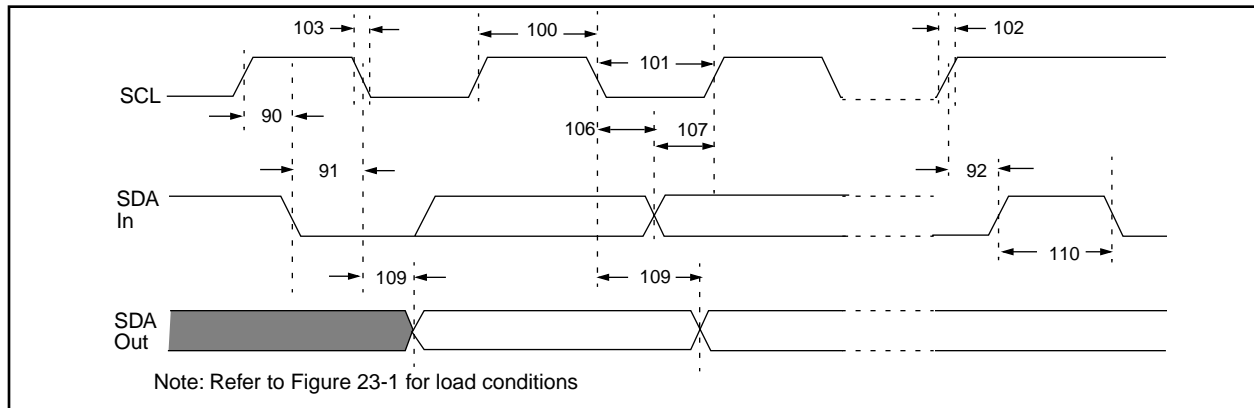 103
100
102
101
SCL
90
106
107
91
92
SDA
In
110
109
109
SDA
Out
Note: Refer to Figure 23-1 for load conditions